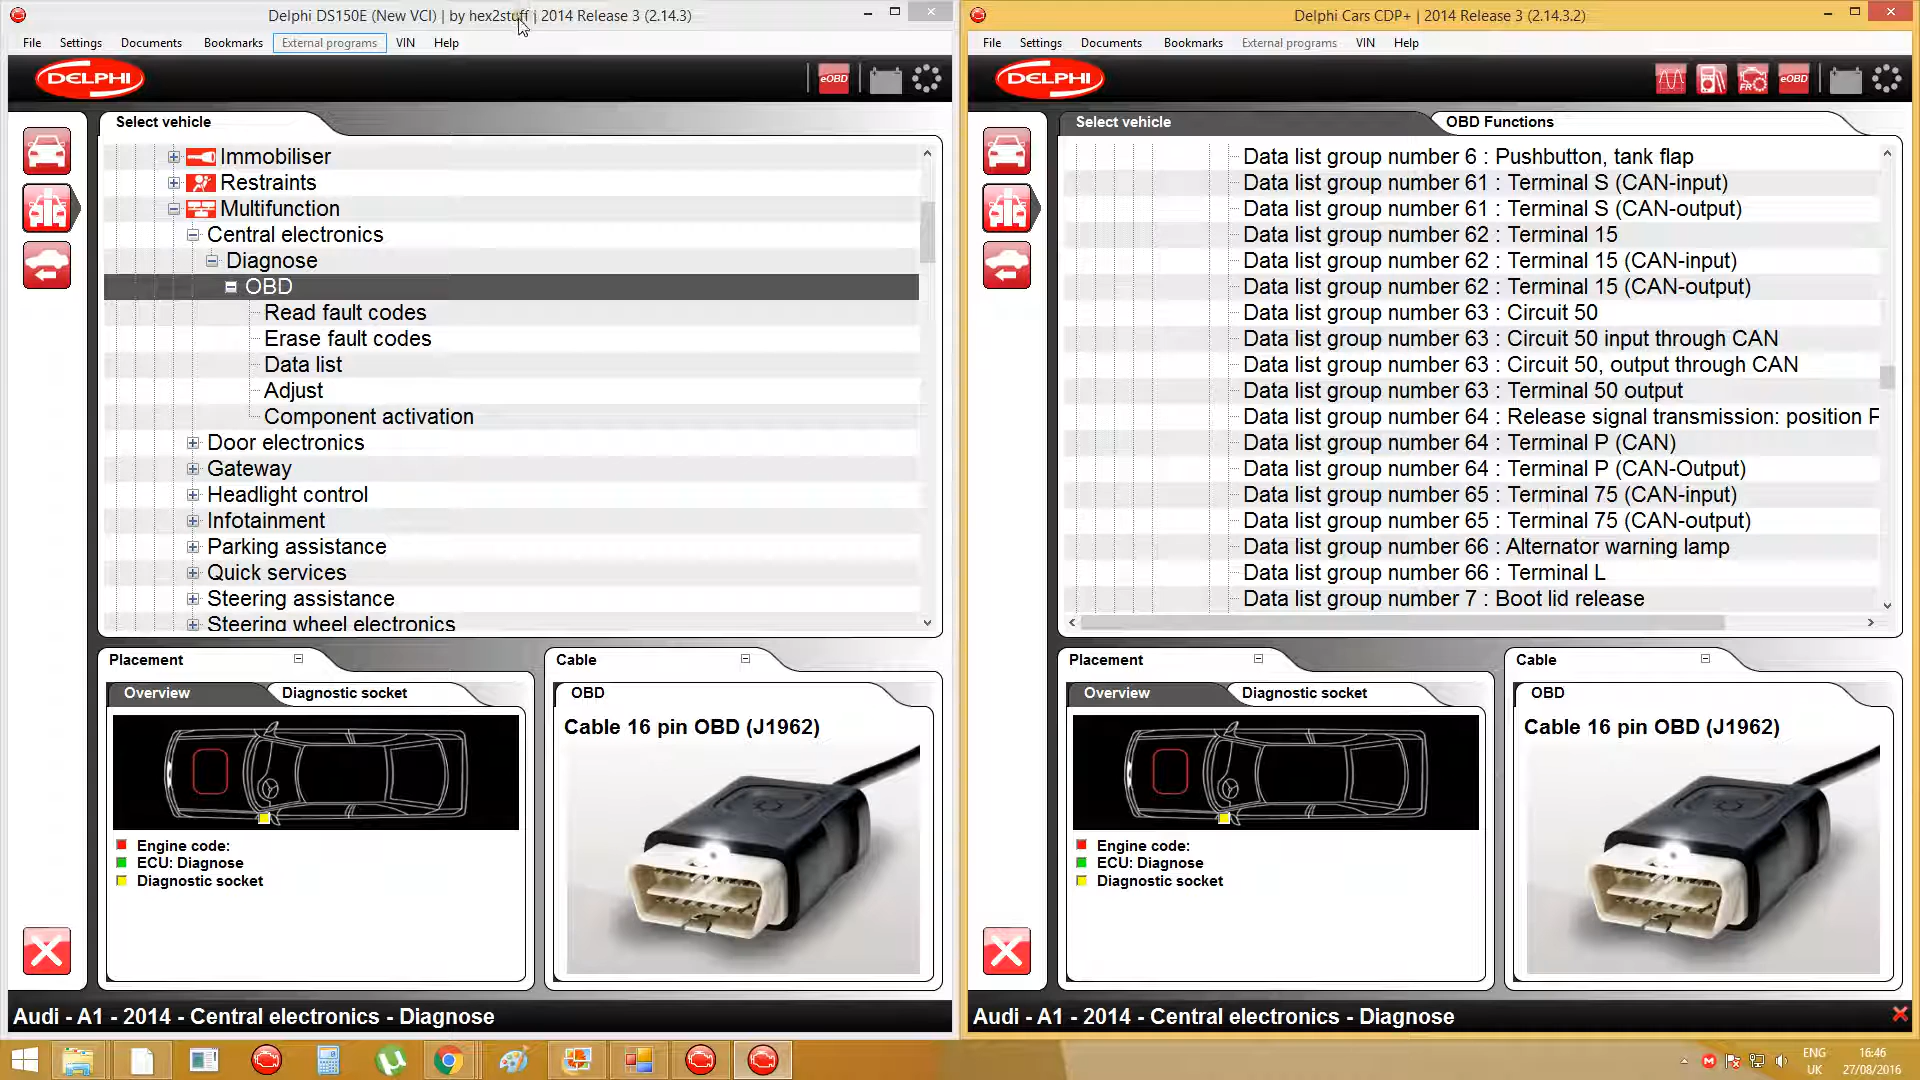 Delphi DS150E (New VCI) | by hex2stuff | 2014 Release 3 (2.14.3)
File Settings Documents Bookmarks External programs VIN Help
DELPHI
eOBD
Select vehicle
Immobiliser
Restraints
Multifunction
Central electronics
Diagnose
OBD
Read fault codes
Erase fault codes
Data list
Adjust
Component activation
Door electronics
Gateway
Headlight control
Infotainment
Parking assistance
Quick services
Steering assistance
Steering wheel electronics
Placement
Overview Diagnostic socket
Engine code:
ECU: Diagnose
Diagnostic socket
Cable
OBD
Cable 16 pin OBD (J1962)
Audi - A1 - 2014 - Central electronics - Diagnose
Delphi Cars CDP+ | 2014 Release 3 (2.14.3.2)
File Settings Documents Bookmarks External programs VIN Help
DELPHI
FR eOBD
Select vehicle OBD Functions
Data list group number 6 : Pushbutton, tank flap
Data list group number 61 : Terminal S (CAN-input)
Data list group number 61 : Terminal S (CAN-output)
Data list group number 62 : Terminal 15
Data list group number 62 : Terminal 15 (CAN-input)
Data list group number 62 : Terminal 15 (CAN-output)
Data list group number 63 : Circuit 50
Data list group number 63 : Circuit 50 input through CAN
Data list group number 63 : Circuit 50, output through CAN
Data list group number 63 : Terminal 50 output
Data list group number 64 : Release signal transmission: position P
Data list group number 64 : Terminal P (CAN)
Data list group number 64 : Terminal P (CAN-Output)
Data list group number 65 : Terminal 75 (CAN-input)
Data list group number 65 : Terminal 75 (CAN-output)
Data list group number 66 : Alternator warning lamp
Data list group number 66 : Terminal L
Data list group number 7 : Boot lid release
Placement
Overview Diagnostic socket
Engine code:
ECU: Diagnose
Diagnostic socket
Cable
OBD
Cable 16 pin OBD (J1962)
Audi - A1 - 2014 - Central electronics - Diagnose
ENG
UK
16:46
27/08/2016